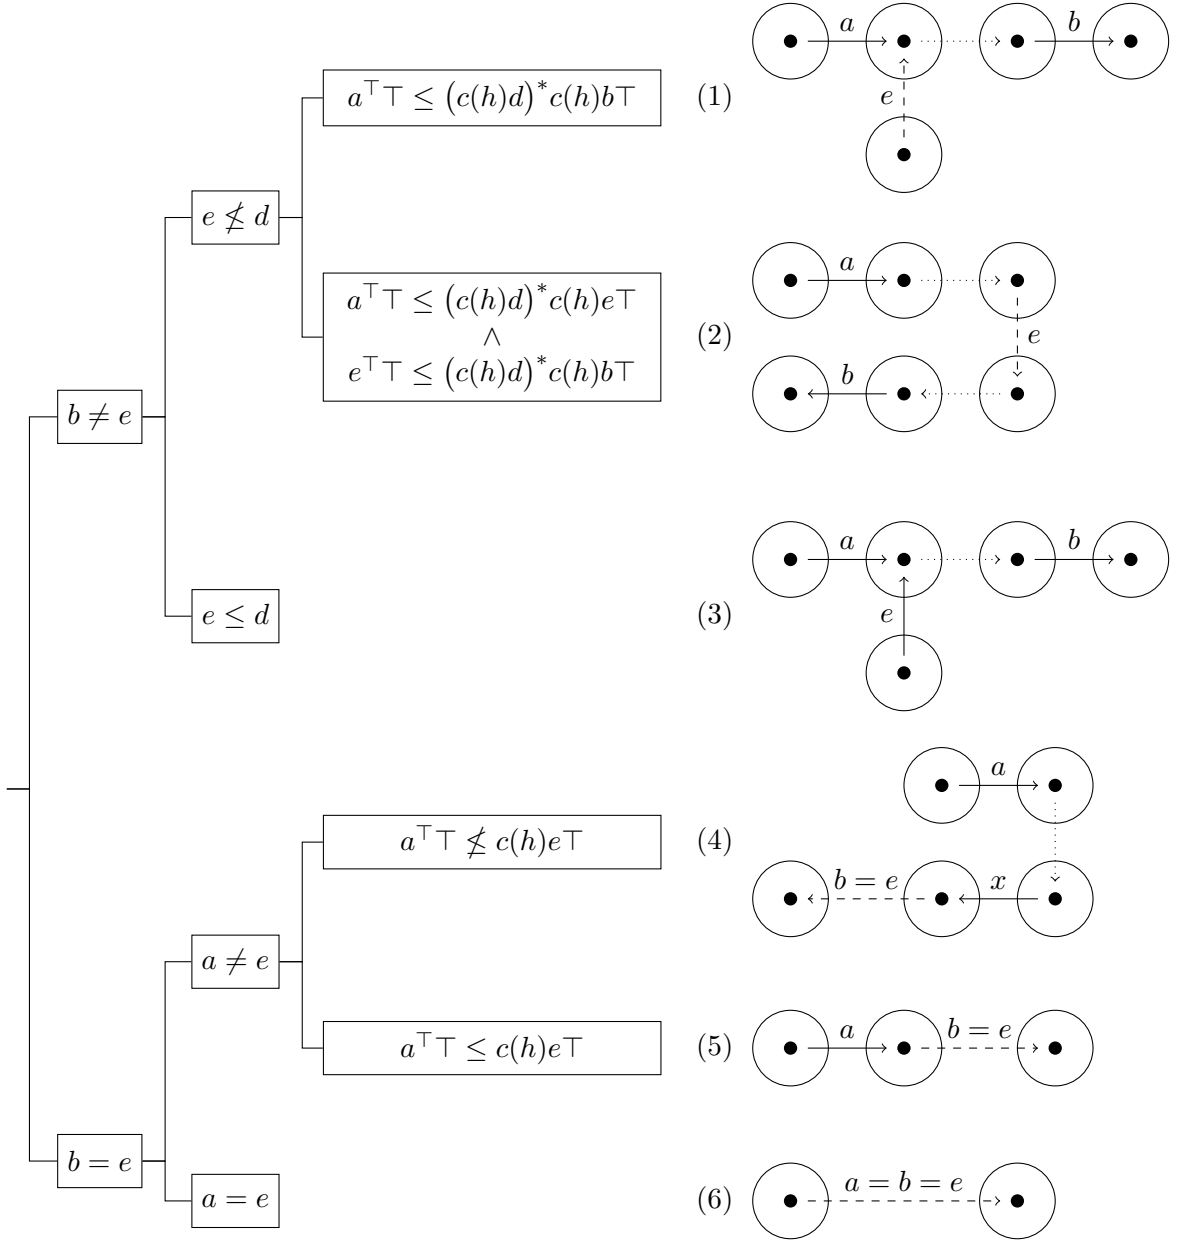 a b
a^⊤⊤ ≤ (c(h)d)*c(h)b⊤ (1)
e
e ≰ d
a
a^⊤⊤ ≤ (c(h)d)*c(h)e⊤
∧ (2) e
e^⊤⊤ ≤ (c(h)d)*c(h)b⊤
b
b ≠ e
a b
e ≤ d (3) e
a
a^⊤⊤ ≰ c(h)e⊤ (4)
b = e x
a ≠ e
a^⊤⊤ ≤ c(h)e⊤ (5) a b = e
b = e
a = e (6) a = b = e